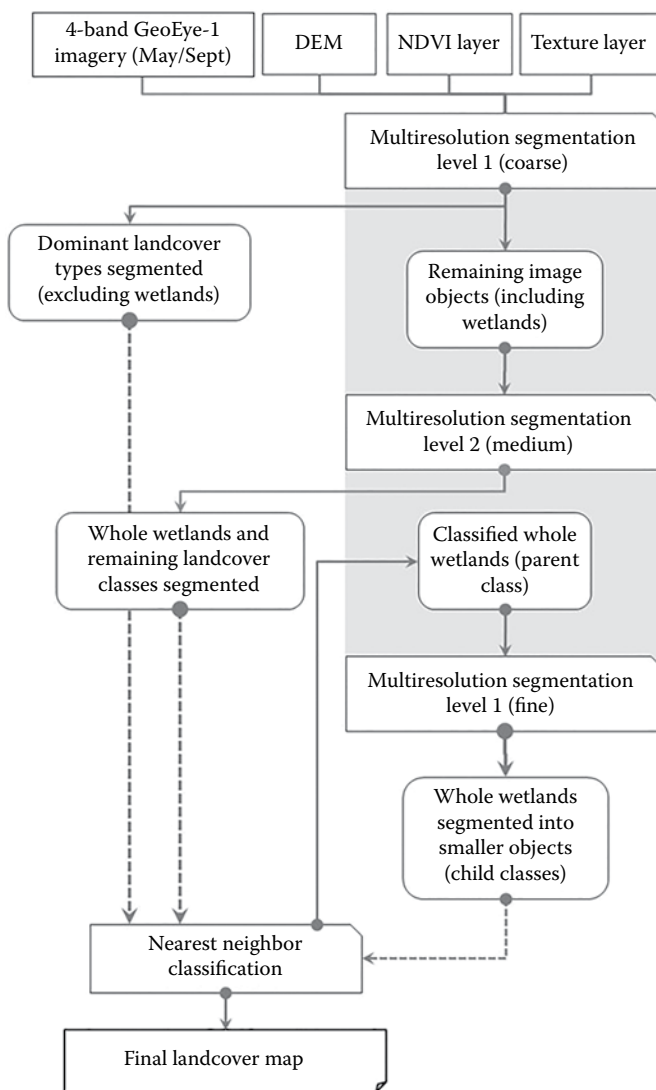 4-band GeoEye-1
imagery (May/Sept)
DEM
NDVI layer
Texture layer
Multiresolution segmentation
level 1 (coarse)
Dominant landcover
types segmented
(excluding wetlands)
Remaining image
objects (including
wetlands)
Multiresolution segmentation
level 2 (medium)
Whole wetlands and
remaining landcover
classes segmented
Classified whole
wetlands (parent
class)
Multiresolution segmentation
level 1 (fine)
Whole wetlands
segmented into
smaller objects
(child classes)
Nearest neighbor
classification
Final landcover map